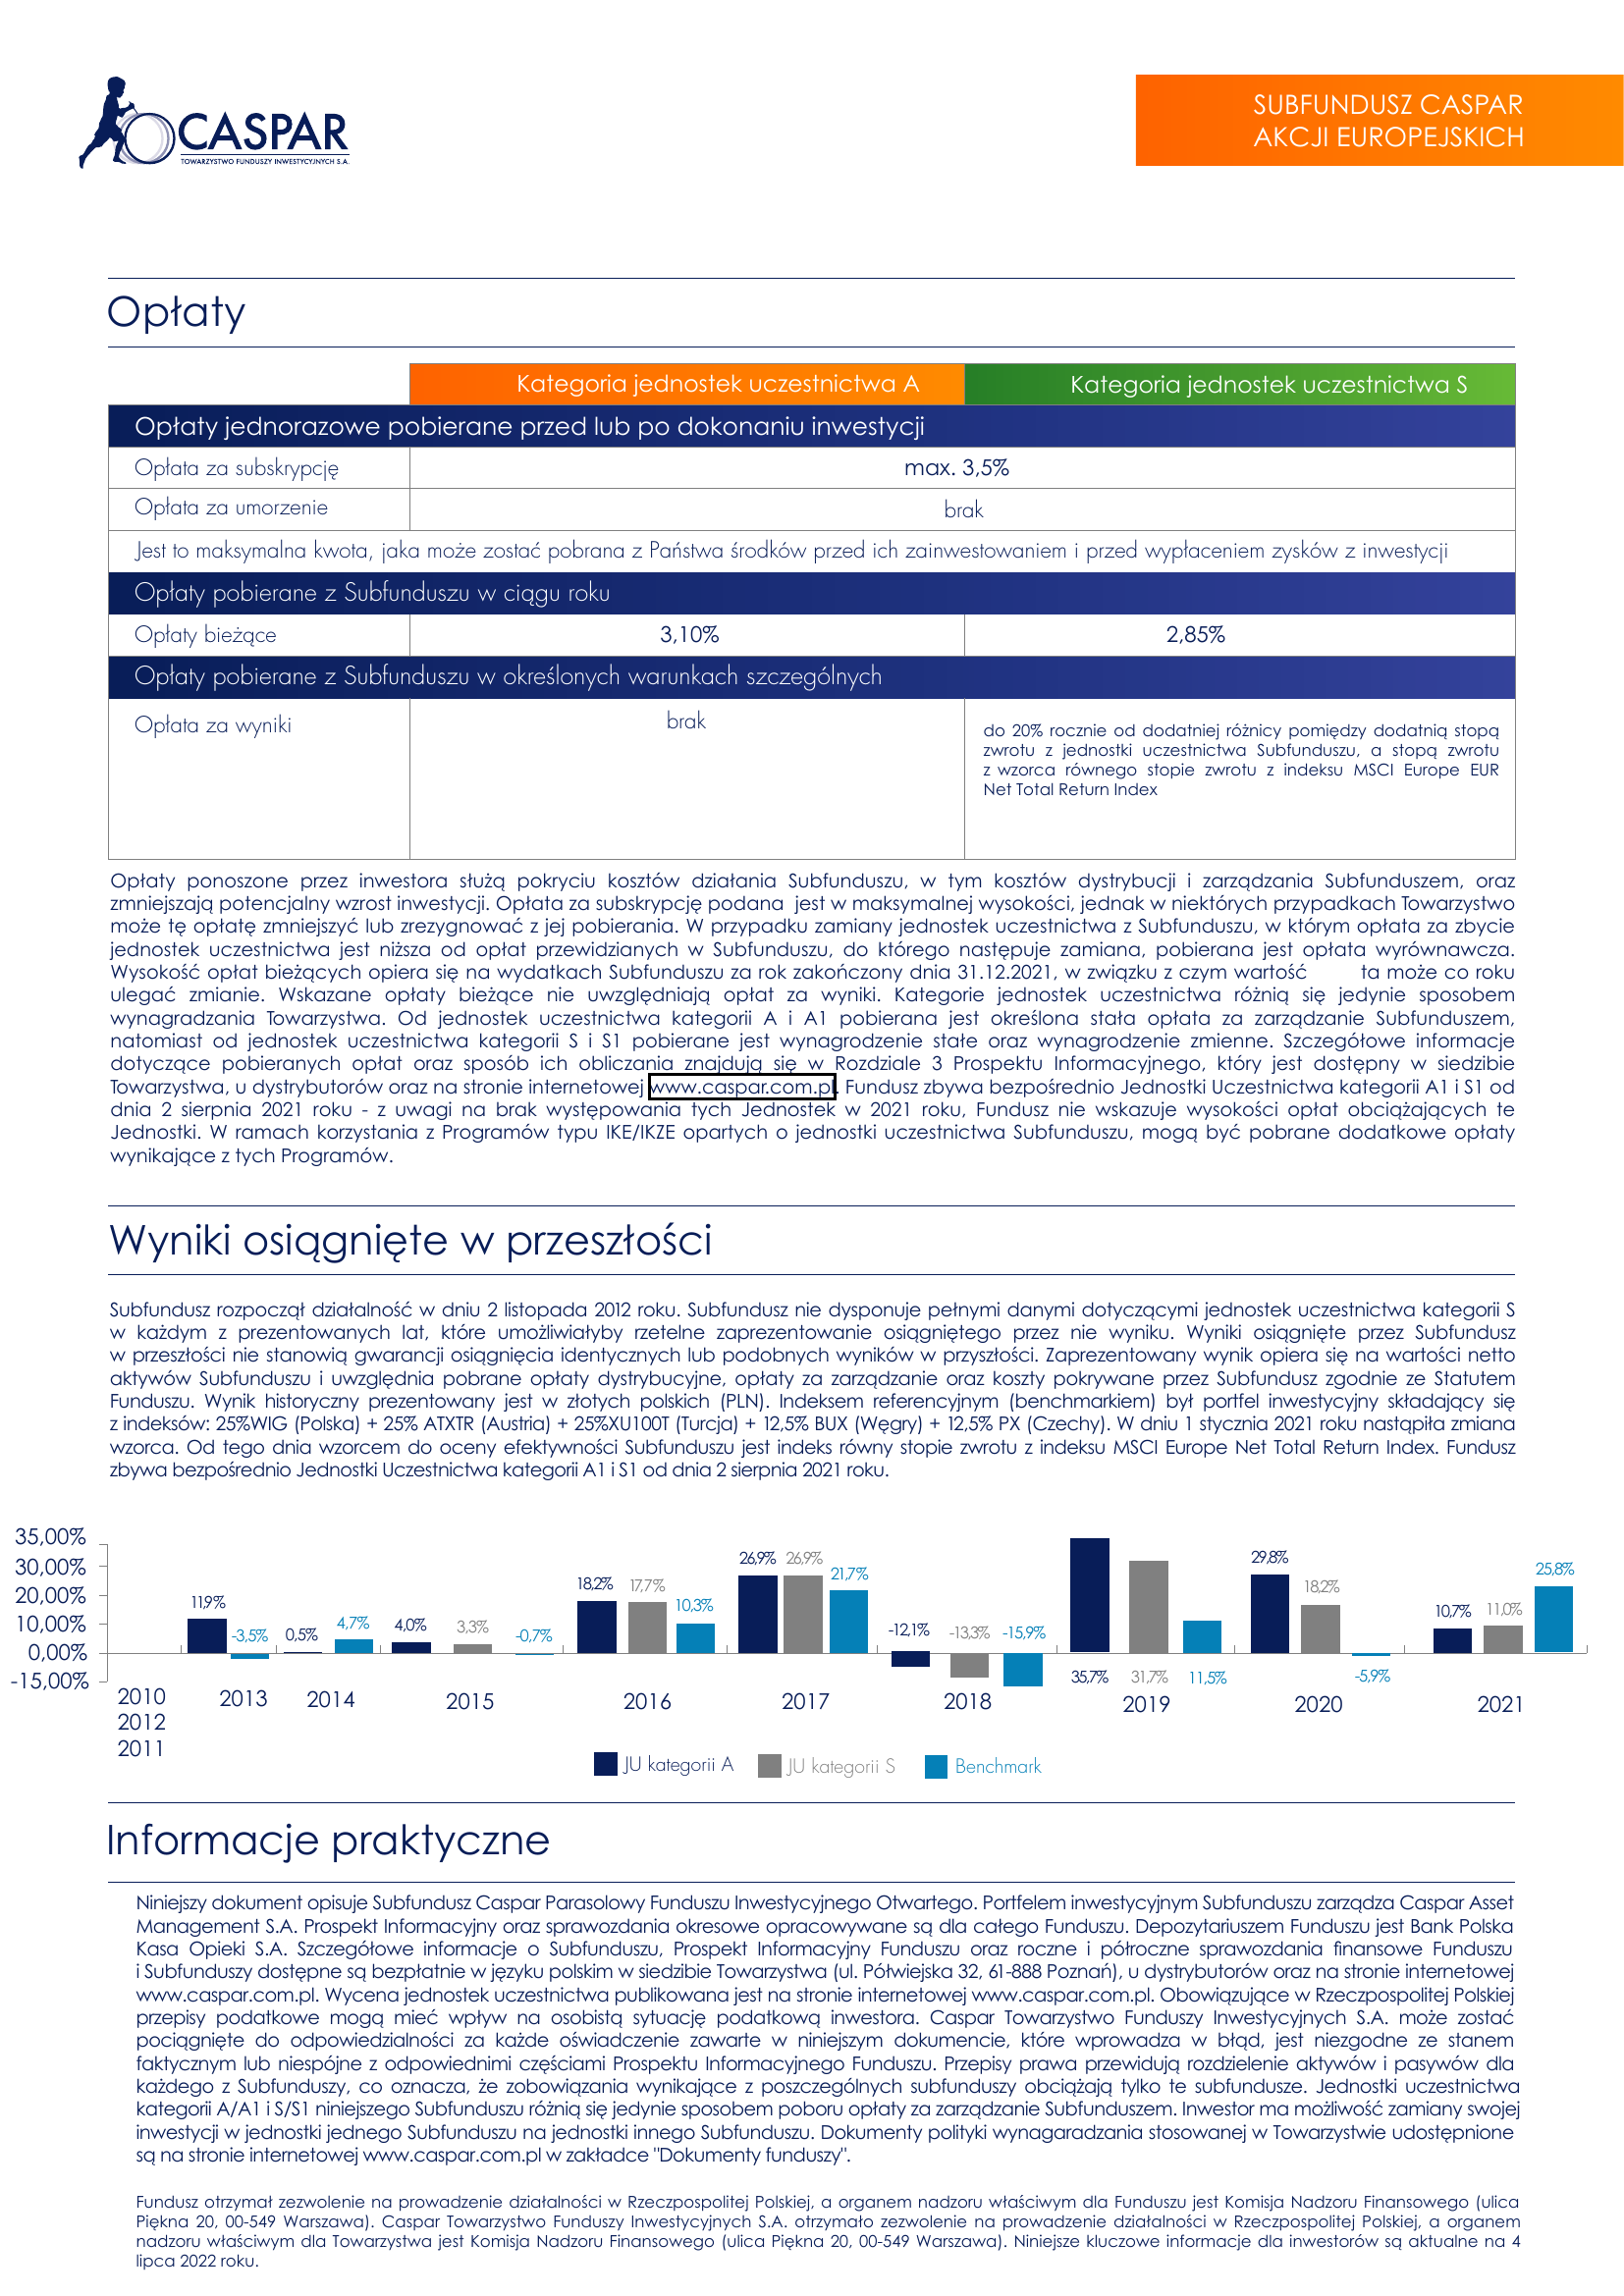 CASPAR
TOWARZYSTWO FUNDUSZY INWESTYCYJNYCH S.A.
SUBFUNDUSZ CASPAR
AKCJI EUROPEJSKICH
Opłaty
Kategoria jednostek uczestnictwa A Kategoria jednostek uczestnictwa S
Opłaty jednorazowe pobierane przed lub po dokonaniu inwestycji
Opłata za subskrypcję max. 3,5%
Opłata za umorzenie brak
Jest to maksymalna kwota, jaka może zostać pobrana z Państwa środków przed ich zainwestowaniem i przed wypłaceniem zysków z inwestycji
Opłaty pobierane z Subfunduszu w ciągu roku
Opłaty bieżące 3,10% 2,85%
Opłaty pobierane z Subfunduszu w określonych warunkach szczególnych
Opłata za wyniki brak
do 20% rocznie od dodatniej różnicy pomiędzy dodatnią stopą
zwrotu z jednostki uczestnictwa Subfunduszu, a stopą zwrotu
z wzorca równego stopie zwrotu z indeksu MSCI Europe EUR
Net Total Return Index
Opłaty ponoszone przez inwestora służą pokryciu kosztów działania Subfunduszu, w tym kosztów dystrybucji i zarządzania Subfunduszem, oraz
zmniejszają potencjalny wzrost inwestycji. Opłata za subskrypcję podana jest w maksymalnej wysokości, jednak w niektórych przypadkach Towarzystwo
może tę opłatę zmniejszyć lub zrezygnować z jej pobierania. W przypadku zamiany jednostek uczestnictwa z Subfunduszu, w którym opłata za zbycie
jednostek uczestnictwa jest niższa od opłat przewidzianych w Subfunduszu, do którego następuje zamiana, pobierana jest opłata wyrównawcza.
Wysokość opłat bieżących opiera się na wydatkach Subfunduszu za rok zakończony dnia 31.12.2021, w związku z czym wartość ta może co roku
ulegać zmianie. Wskazane opłaty bieżące nie uwzględniają opłat za wyniki. Kategorie jednostek uczestnictwa różnią się jedynie sposobem
wynagradzania Towarzystwa. Od jednostek uczestnictwa kategorii A i A1 pobierana jest określona stała opłata za zarządzanie Subfunduszem,
natomiast od jednostek uczestnictwa kategorii S i S1 pobierane jest wynagrodzenie stałe oraz wynagrodzenie zmienne. Szczegółowe informacje
dotyczące pobieranych opłat oraz sposób ich obliczania znajdują się w Rozdziale 3 Prospektu Informacyjnego, który jest dostępny w siedzibie
Towarzystwa, u dystrybutorów oraz na stronie internetowej www.caspar.com.pl. Fundusz zbywa bezpośrednio Jednostki Uczestnictwa kategorii A1 i S1 od
dnia 2 sierpnia 2021 roku - z uwagi na brak występowania tych Jednostek w 2021 roku, Fundusz nie wskazuje wysokości opłat obciążających te
Jednostki. W ramach korzystania z Programów typu IKE/IKZE opartych o jednostki uczestnictwa Subfunduszu, mogą być pobrane dodatkowe opłaty
wynikające z tych Programów.
Wyniki osiągnięte w przeszłości
Subfundusz rozpoczął działalność w dniu 2 listopada 2012 roku. Subfundusz nie dysponuje pełnymi danymi dotyczącymi jednostek uczestnictwa kategorii S
w każdym z prezentowanych lat, które umożliwiałyby rzetelne zaprezentowanie osiągniętego przez nie wyniku. Wyniki osiągnięte przez Subfundusz
w przeszłości nie stanowią gwarancji osiągnięcia identycznych lub podobnych wyników w przyszłości. Zaprezentowany wynik opiera się na wartości netto
aktywów Subfunduszu i uwzględnia pobrane opłaty dystrybucyjne, opłaty za zarządzanie oraz koszty pokrywane przez Subfundusz zgodnie ze Statutem
Funduszu. Wynik historyczny prezentowany jest w złotych polskich (PLN). Indeksem referencyjnym (benchmarkiem) był portfel inwestycyjny składający się
z indeksów: 25%WIG (Polska) + 25% ATXTR (Austria) + 25%XU100T (Turcja) + 12,5% BUX (Węgry) + 12,5% PX (Czechy). W dniu 1 stycznia 2021 roku nastąpiła zmiana
wzorca. Od tego dnia wzorcem do oceny efektywności Subfunduszu jest indeks równy stopie zwrotu z indeksu MSCI Europe Net Total Return Index. Fundusz
zbywa bezpośrednio Jednostki Uczestnictwa kategorii A1 i S1 od dnia 2 sierpnia 2021 roku.
35,00%
30,00%
20,00%
10,00%
0,00%
-15,00%
11,9% -3,5% 0,5% 4,7% 4,0% 3,3% -0,7% 18,2% 17,7% 10,3% 26,9% 26,9% 21,7% -12,1% -13,3% -15,9% 35,7% 31,7% 11,5% 29,8% 18,2% -5,9% 10,7% 11,0% 25,8%
2010 2013 2014 2015 2016 2017 2018 2019 2020 2021
2012
2011
JU kategorii A JU kategorii S Benchmark
Informacje praktyczne
Niniejszy dokument opisuje Subfundusz Caspar Parasolowy Funduszu Inwestycyjnego Otwartego. Portfelem inwestycyjnym Subfunduszu zarządza Caspar Asset
Management S.A. Prospekt Informacyjny oraz sprawozdania okresowe opracowywane są dla całego Funduszu. Depozytariuszem Funduszu jest Bank Polska
Kasa Opieki S.A. Szczegółowe informacje o Subfunduszu, Prospekt Informacyjny Funduszu oraz roczne i półroczne sprawozdania finansowe Funduszu
i Subfunduszy dostępne są bezpłatnie w języku polskim w siedzibie Towarzystwa (ul. Półwiejska 32, 61-888 Poznań), u dystrybutorów oraz na stronie internetowej
www.caspar.com.pl. Wycena jednostek uczestnictwa publikowana jest na stronie internetowej www.caspar.com.pl. Obowiązujące w Rzeczpospolitej Polskiej
przepisy podatkowe mogą mieć wpływ na osobistą sytuację podatkową inwestora. Caspar Towarzystwo Funduszy Inwestycyjnych S.A. może zostać
pociągnięte do odpowiedzialności za każde oświadczenie zawarte w niniejszym dokumencie, które wprowadza w błąd, jest niezgodne ze stanem
faktycznym lub niespójne z odpowiednimi częściami Prospektu Informacyjnego Funduszu. Przepisy prawa przewidują rozdzielenie aktywów i pasywów dla
każdego z Subfunduszy, co oznacza, że zobowiązania wynikające z poszczególnych subfunduszy obciążają tylko te subfundusze. Jednostki uczestnictwa
kategorii A/A1 i S/S1 niniejszego Subfunduszu różnią się jedynie sposobem poboru opłaty za zarządzanie Subfunduszem. Inwestor ma możliwość zamiany swojej
inwestycji w jednostki jednego Subfunduszu na jednostki innego Subfunduszu. Dokumenty polityki wynagaradzania stosowanej w Towarzystwie udostępnione
są na stronie internetowej www.caspar.com.pl w zakładce "Dokumenty funduszy".
Fundusz otrzymał zezwolenie na prowadzenie działalności w Rzeczpospolitej Polskiej, a organem nadzoru właściwym dla Funduszu jest Komisja Nadzoru Finansowego (ulica
Piękna 20, 00-549 Warszawa). Caspar Towarzystwo Funduszy Inwestycyjnych S.A. otrzymało zezwolenie na prowadzenie działalności w Rzeczpospolitej Polskiej, a organem
nadzoru właściwym dla Towarzystwa jest Komisja Nadzoru Finansowego (ulica Piękna 20, 00-549 Warszawa). Niniejsze kluczowe informacje dla inwestorów są aktualne na 4
lipca 2022 roku.